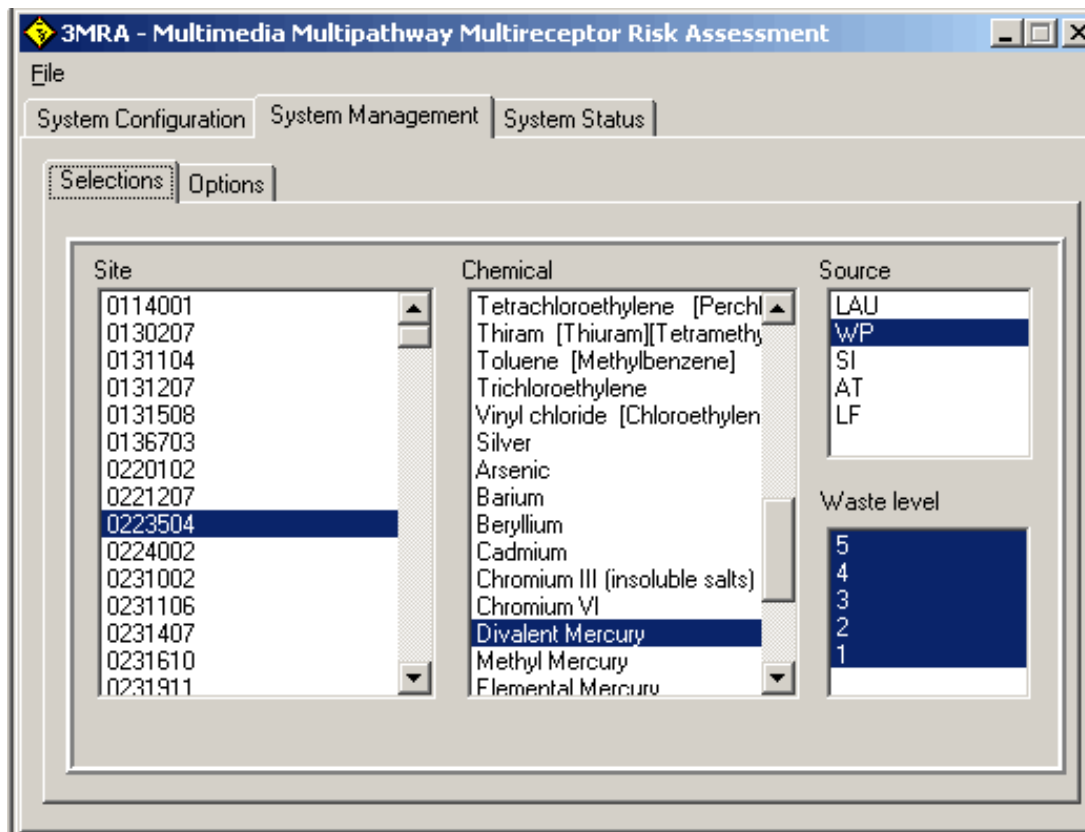 3MRA - Multimedia Multipathway Multireceptor Risk Assessment
File
System Configuration
System Management
System Status
Selections
Options
Site
0114001
0130207
0131104
0131207
0131508
0136703
0220102
0221207
0223504
0224002
0231002
0231106
0231407
0231610
0231911
Chemical
Tetrachloroethylene [Perchl
Thiram [Thiuram][Tetramethy
Toluene [Methylbenzene]
Trichloroethylene
Vinyl chloride [Chloroethylen
Silver
Arsenic
Barium
Beryllium
Cadmium
Chromium III (insoluble salts)
Chromium VI
Divalent Mercury
Methyl Mercury
Elemental Mercury
Source
LAU
WP
SI
AT
LF
Waste level
5
4
3
2
1